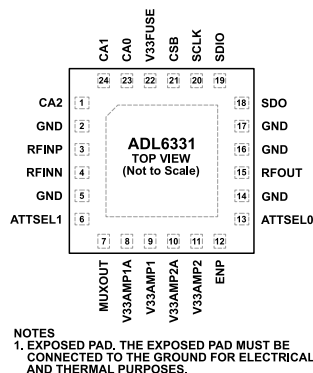 CA1
CA0
V33FUSE
CSB
SCLK
SDIO
24
23
22
21
20
19
CA2 1
GND 2
RFINP 3
RFINN 4
GND 5
ATTSEL1 6
ADL6331
TOP VIEW
(Not to Scale)
18 SDO
17 GND
16 GND
15 RFOUT
14 GND
13 ATTSEL0
7
8
9
10
11
12
MUXOUT
V33AMP1A
V33AMP1
V33AMP2A
V33AMP2
ENP
NOTES
1. EXPOSED PAD. THE EXPOSED PAD MUST BE
CONNECTED TO THE GROUND FOR ELECTRICAL
AND THERMAL PURPOSES.